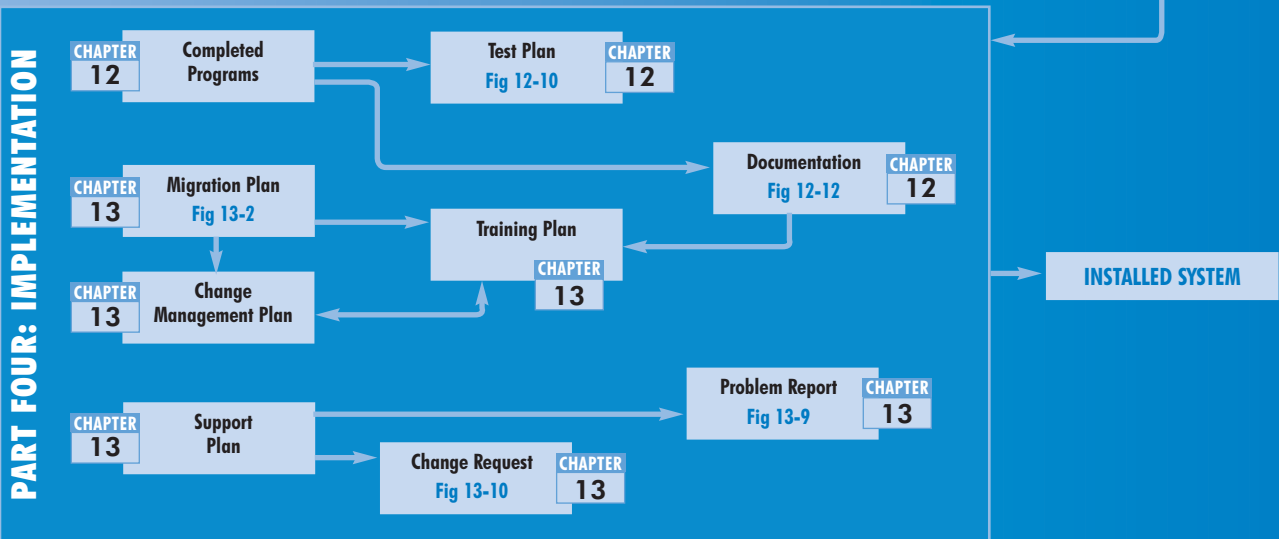 PART FOUR: IMPLEMENTATION
CHAPTER
12
Completed
Programs
Test Plan
Fig 12-10
CHAPTER
12
Documentation
Fig 12-12
CHAPTER
12
CHAPTER
13
Migration Plan
Fig 13-2
Training Plan
CHAPTER
13
CHAPTER
13
Change
Management Plan
INSTALLED SYSTEM
CHAPTER
13
Support
Plan
Problem Report
Fig 13-9
CHAPTER
13
Change Request
Fig 13-10
CHAPTER
13